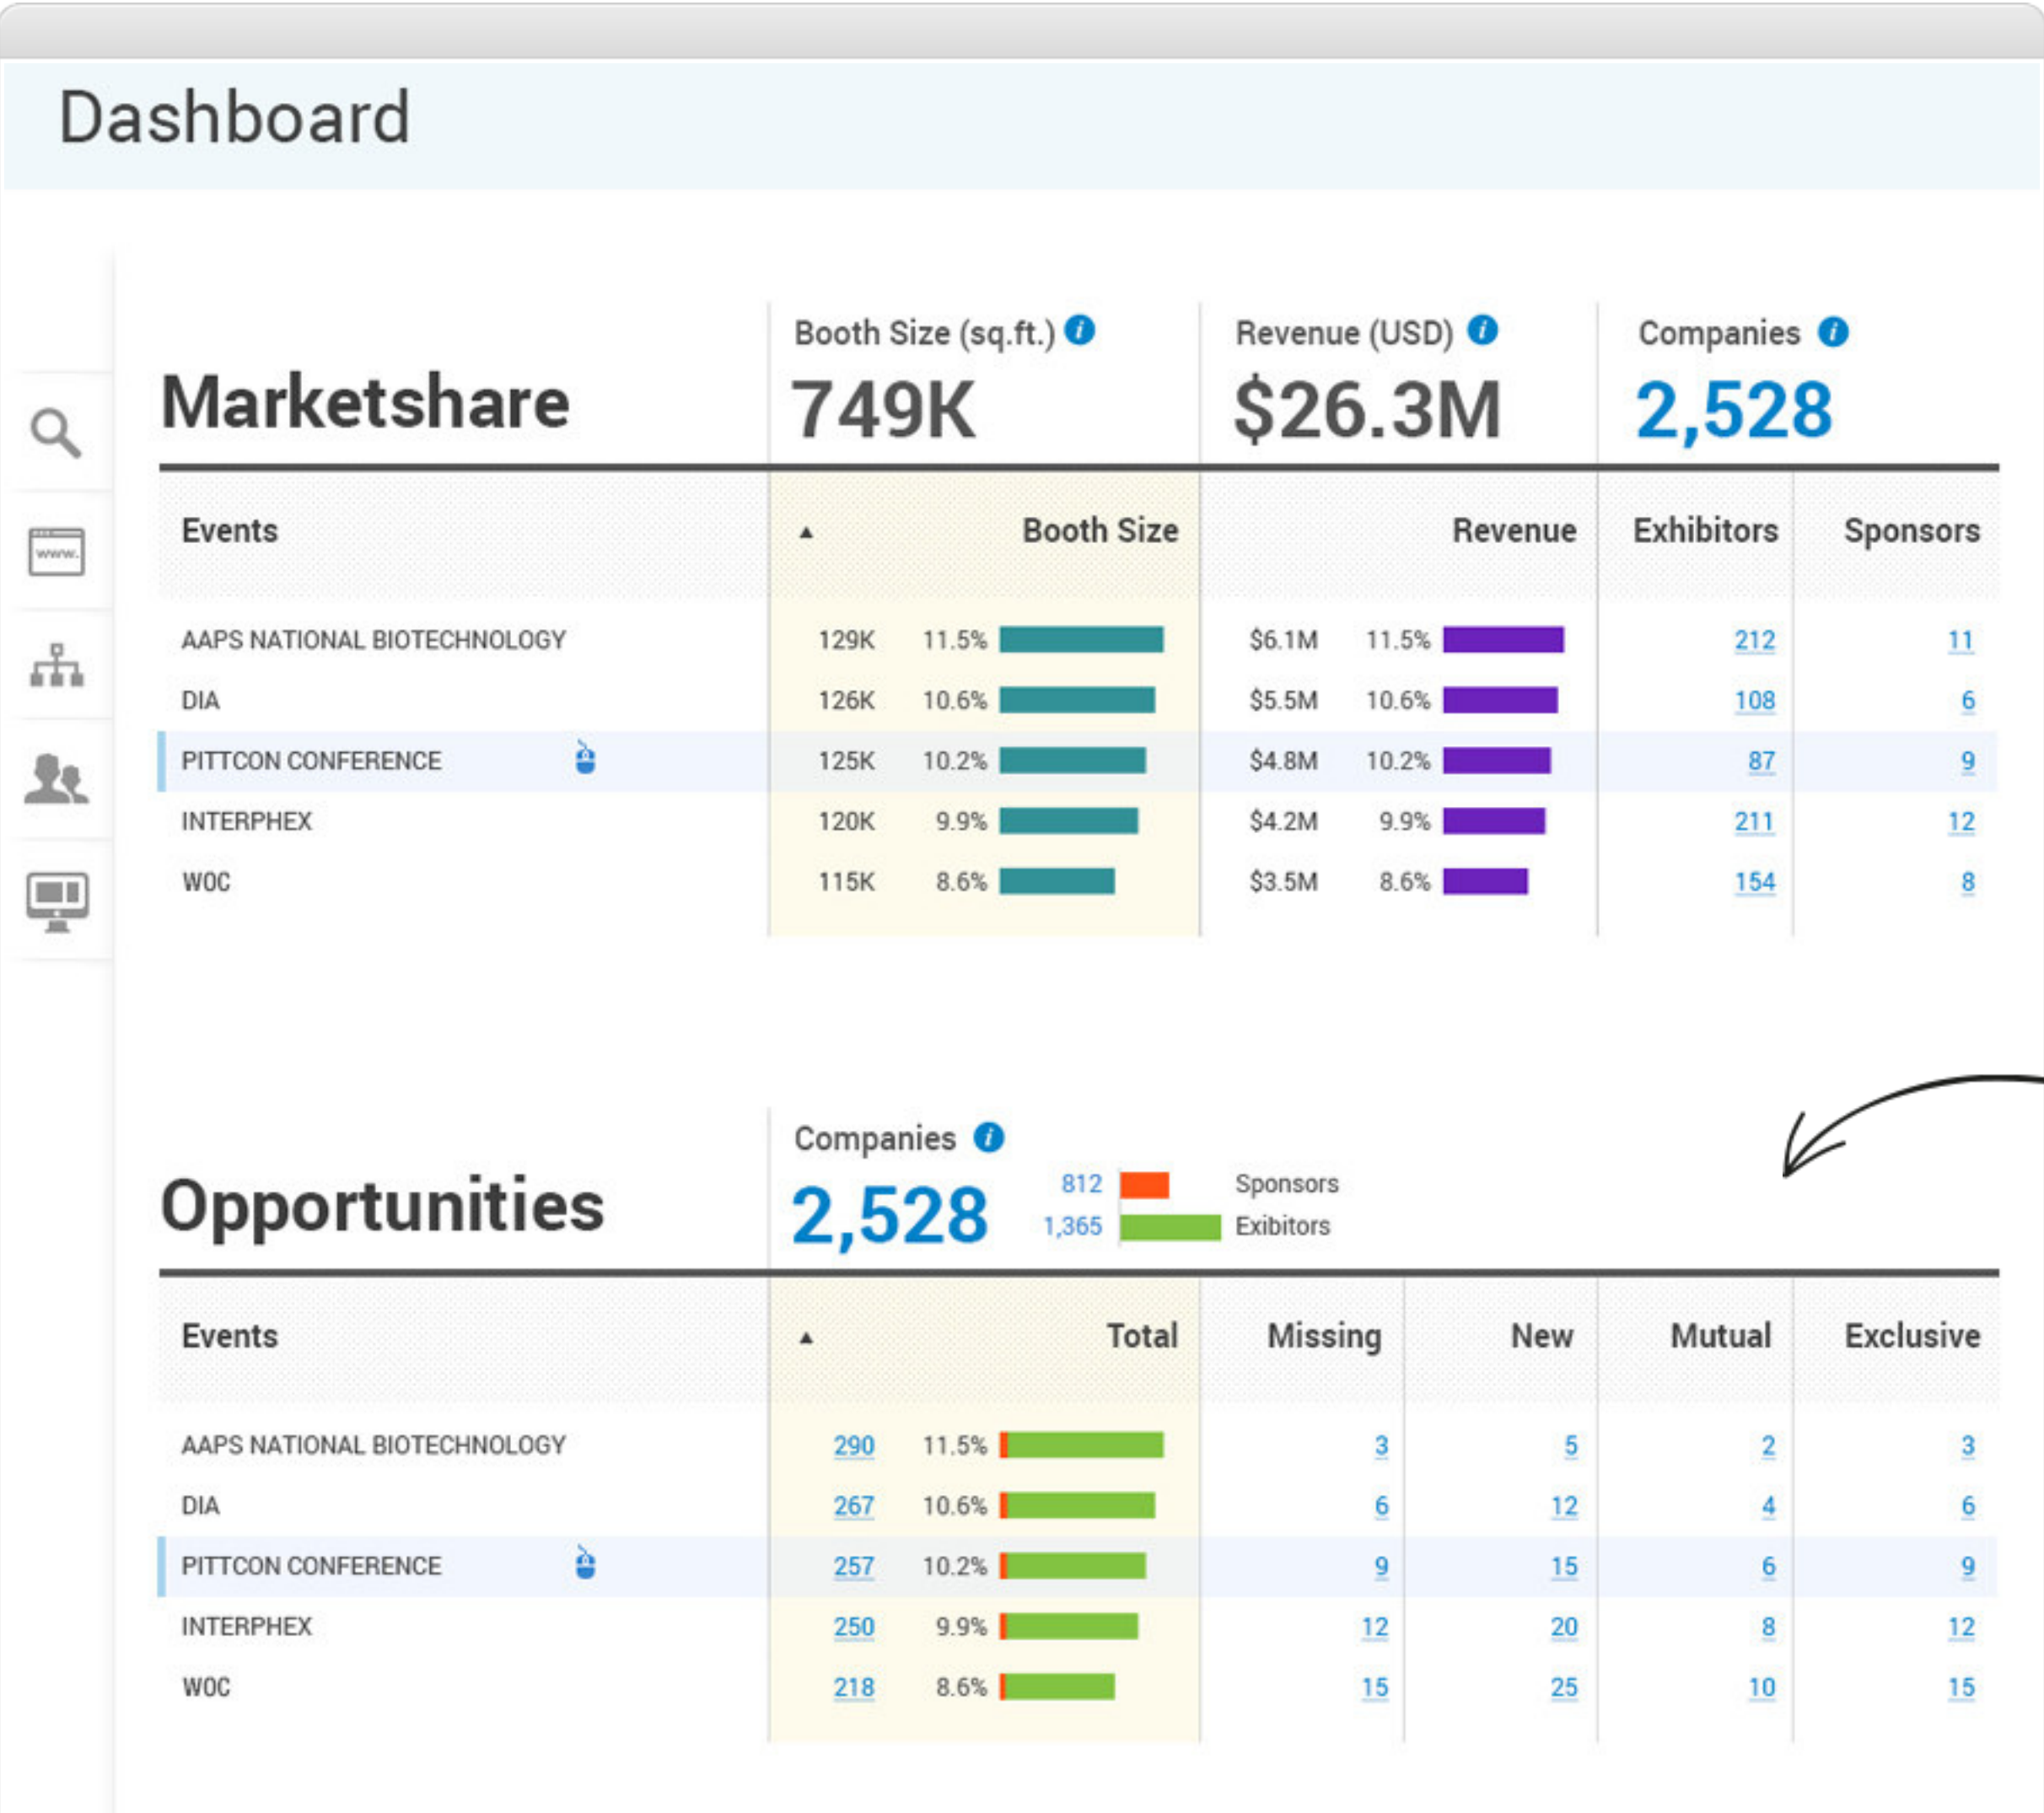 Dashboard
Booth Size (sq.ft.) i Revenue (USD) i Companies i
Marketshare 749K $26.3M 2,528
Events ▲ Booth Size Revenue Exhibitors Sponsors
www.
AAPS NATIONAL BIOTECHNOLOGY 129K 11.5% $6.1M 11.5% 212 11
DIA 126K 10.6% $5.5M 10.6% 108 6
PITTCON CONFERENCE 125K 10.2% $4.8M 10.2% 87 9
INTERPHEX 120K 9.9% $4.2M 9.9% 211 12
WOC 115K 8.6% $3.5M 8.6% 154 8
Companies i
812 Sponsors
Opportunities 2,528
1,365 Exibitors
Events ▲ Total Missing New Mutual Exclusive
AAPS NATIONAL BIOTECHNOLOGY 290 11.5% 3 5 2 3
DIA 267 10.6% 6 12 4 6
PITTCON CONFERENCE 257 10.2% 9 15 6 9
INTERPHEX 250 9.9% 12 20 8 12
WOC 218 8.6% 15 25 10 15